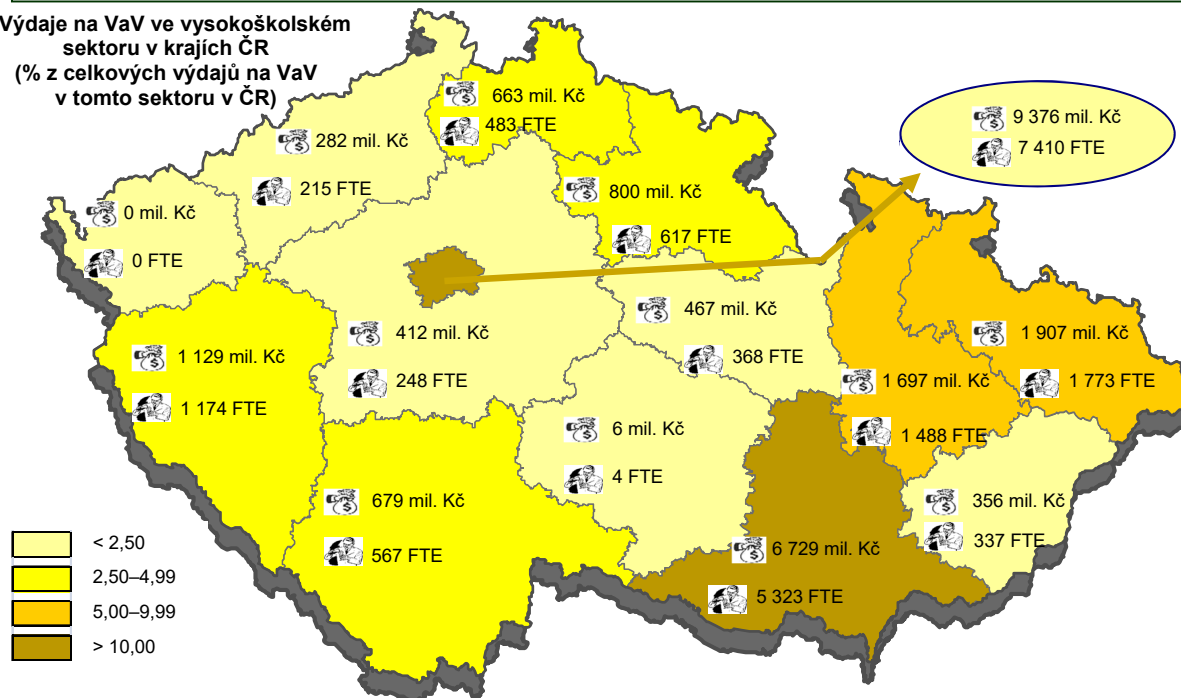 Výdaje na VaV ve vysokoškolském
sektoru v krajích ČR
(% z celkových výdajů na VaV
v tomto sektoru v ČR)
663 mil. Kč
483 FTE
9 376 mil. Kč
7 410 FTE
282 mil. Kč
215 FTE
800 mil. Kč
617 FTE
0 mil. Kč
0 FTE
467 mil. Kč
368 FTE
412 mil. Kč
248 FTE
1 907 mil. Kč
1 773 FTE
1 129 mil. Kč
1 174 FTE
1 697 mil. Kč
1 488 FTE
6 mil. Kč
4 FTE
679 mil. Kč
567 FTE
356 mil. Kč
337 FTE
6 729 mil. Kč
5 323 FTE
< 2,50
2,50–4,99
5,00–9,99
> 10,00